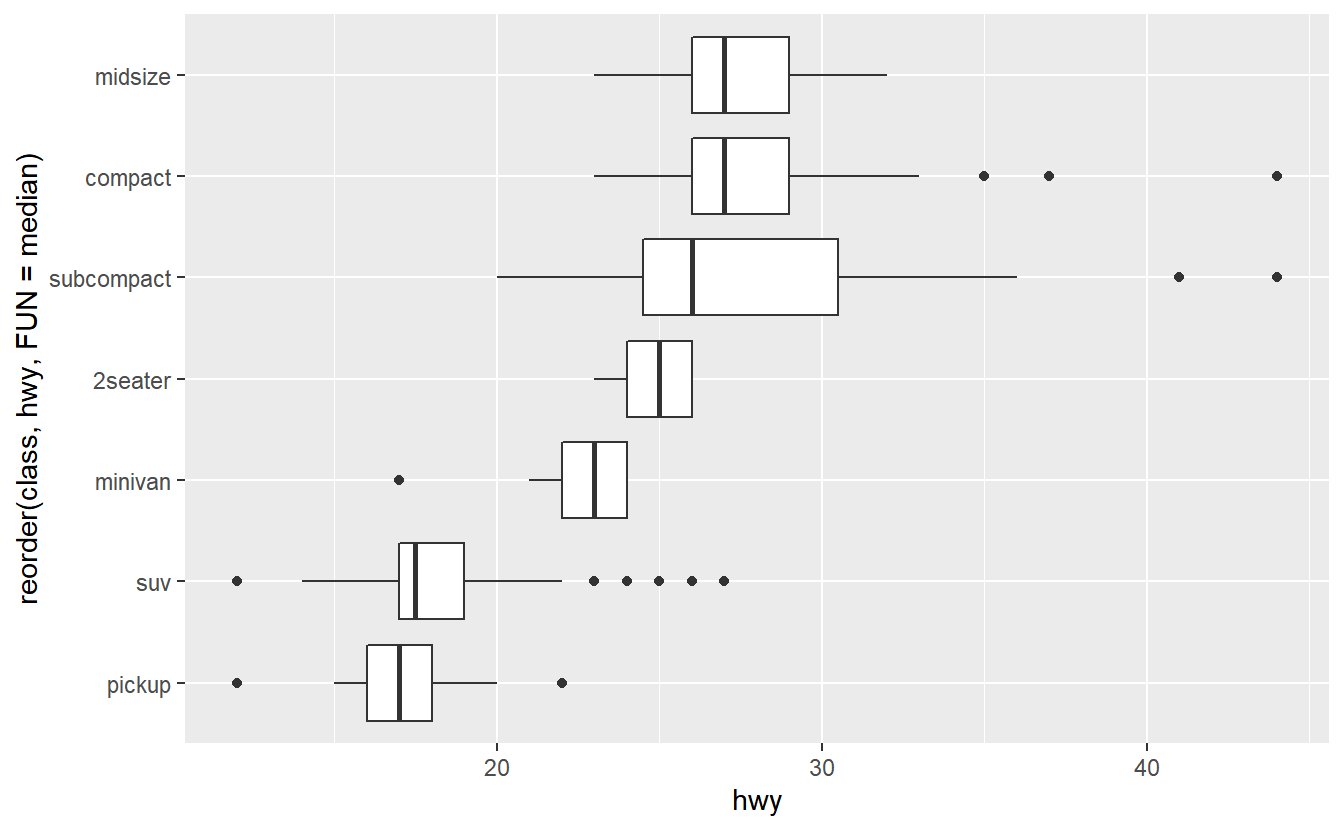 reorder(class, hwy, FUN = median)
midsize
compact
subcompact
2seater
minivan
suv
pickup
20 30 40
hwy